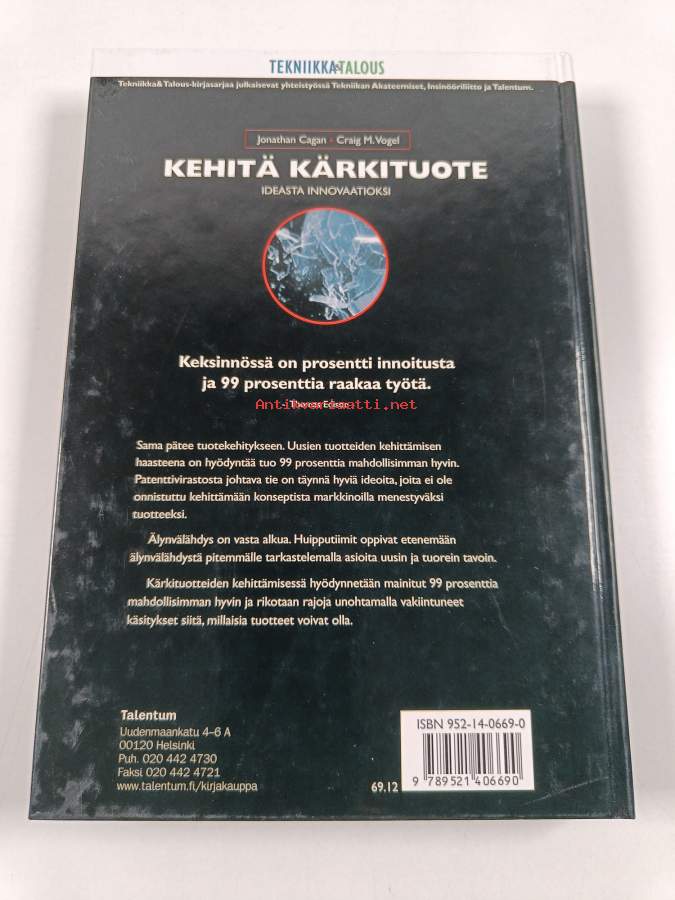 TEKNIIKKA&TALOUS
Tekniikka&Talous-kirjasarjaa julkaisevat yhteistyössä Tekniikan Akateemiset, Insinööriliitto ja Talentum.
Jonathan Cagan • Craig M. Vogel
KEHITÄ KÄRKITUOTE
IDEASTA INNOVAATIOKSI
Keksinnössä on prosentti innoitusta
ja 99 prosenttia raakaa työtä.
- Thomas Edison
Antikvariaatti.net
Sama pätee tuotekehitykseen. Uusien tuotteiden kehittämisen
haasteena on hyödyntää tuo 99 prosenttia mahdollisimman hyvin.
Patenttivirastosta johtava tie on täynnä hyviä ideoita, joita ei ole
onnistuttu kehittämään konseptista markkinoilla menestyväksi
tuotteeksi.
Älynvälähdys on vasta alkua. Huipputiimit oppivat etenemään
älynvälähdystä pitemmälle tarkastelemalla asioita uusin ja tuorein tavoin.
Kärkituotteiden kehittämisessä hyödynnetään mainitut 99 prosenttia
mahdollisimman hyvin ja rikotaan rajoja unohtamalla vakiintuneet
käsitykset siitä, millaisia tuotteet voivat olla.
Talentum
Uudenmaankatu 4–6 A
00120 Helsinki
Puh. 020 442 4730
Faksi 020 442 4721
www.talentum.fi/kirjakauppa
69.12
ISBN 952-14-0669-0
9 789521 406690